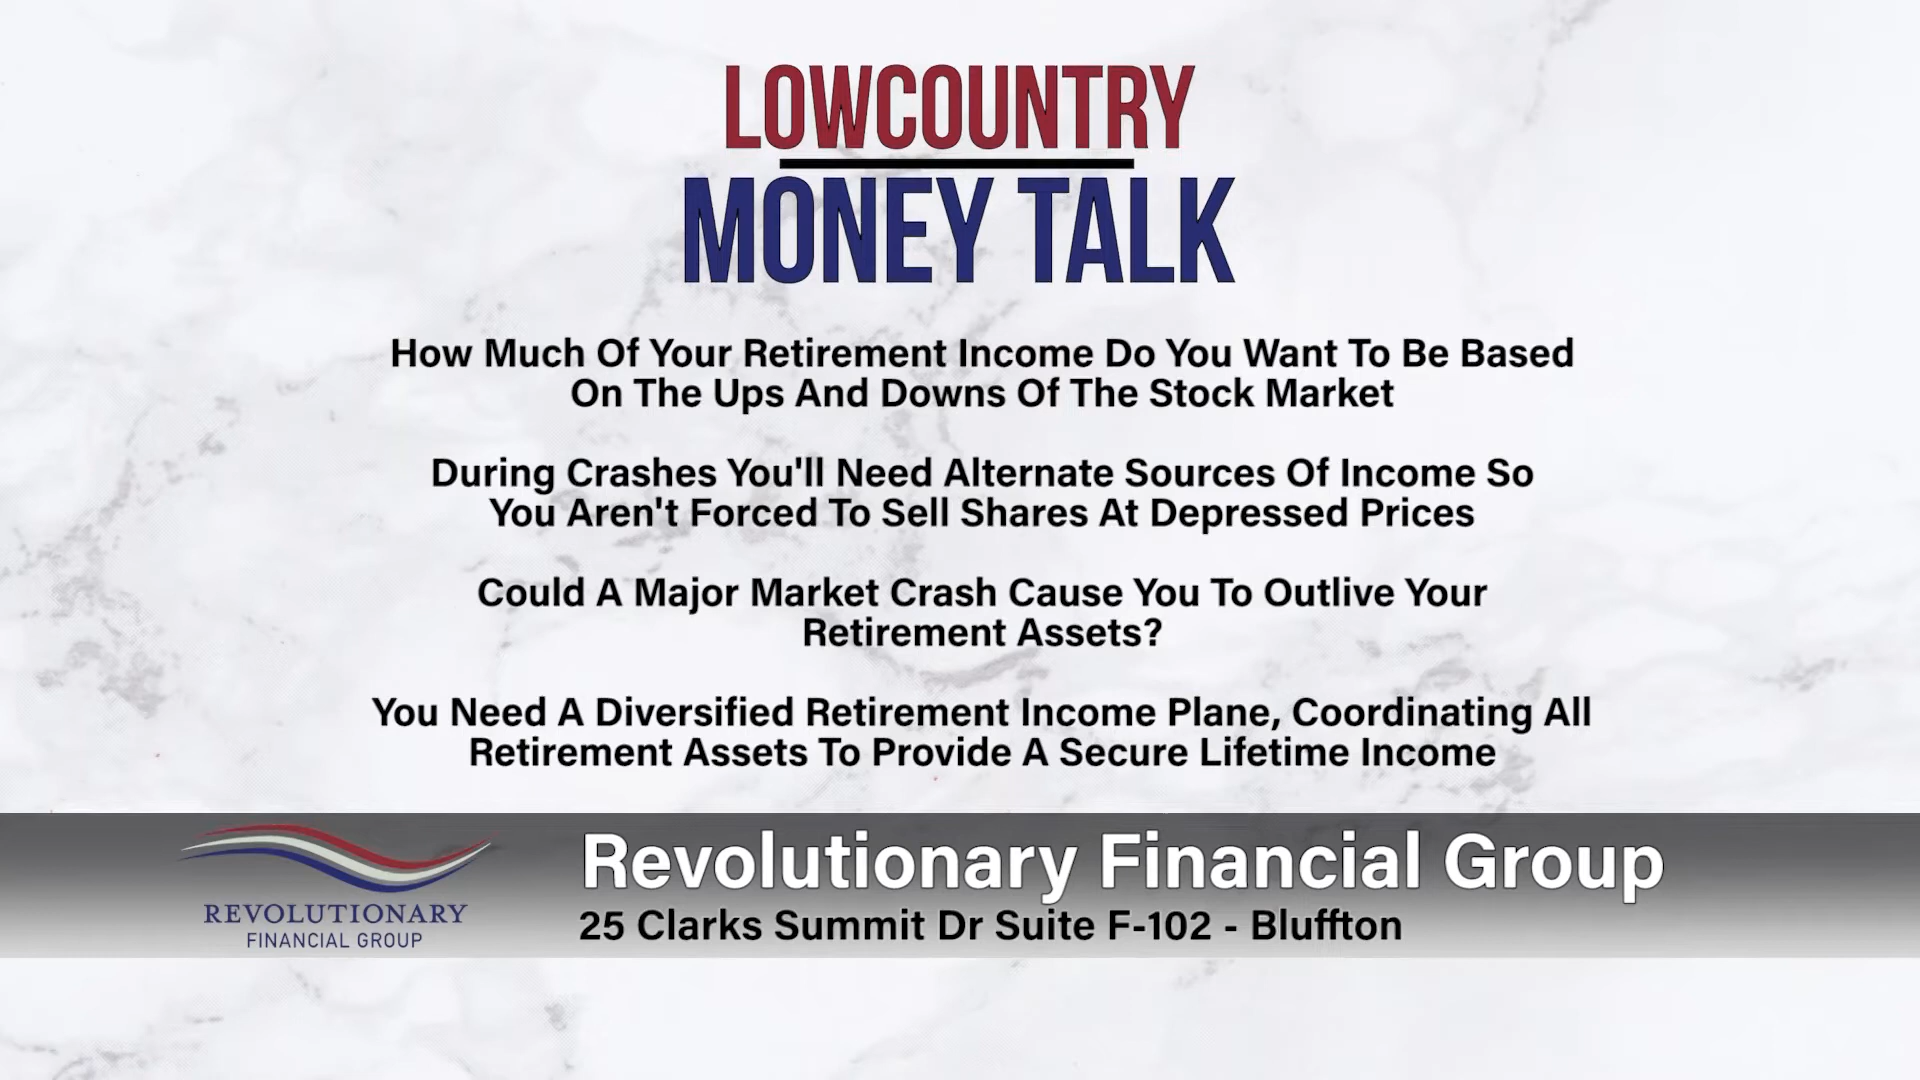 LOWCOUNTRY
MONEY TALK
How Much Of Your Retirement Income Do You Want To Be Based
On The Ups And Downs Of The Stock Market
During Crashes You'll Need Alternate Sources Of Income So
You Aren't Forced To Sell Shares At Depressed Prices
Could A Major Market Crash Cause You To Outlive Your
Retirement Assets?
You Need A Diversified Retirement Income Plane, Coordinating All
Retirement Assets To Provide A Secure Lifetime Income
REVOLUTIONARY
FINANCIAL GROUP
Revolutionary Financial Group
25 Clarks Summit Dr Suite F-102 - Bluffton